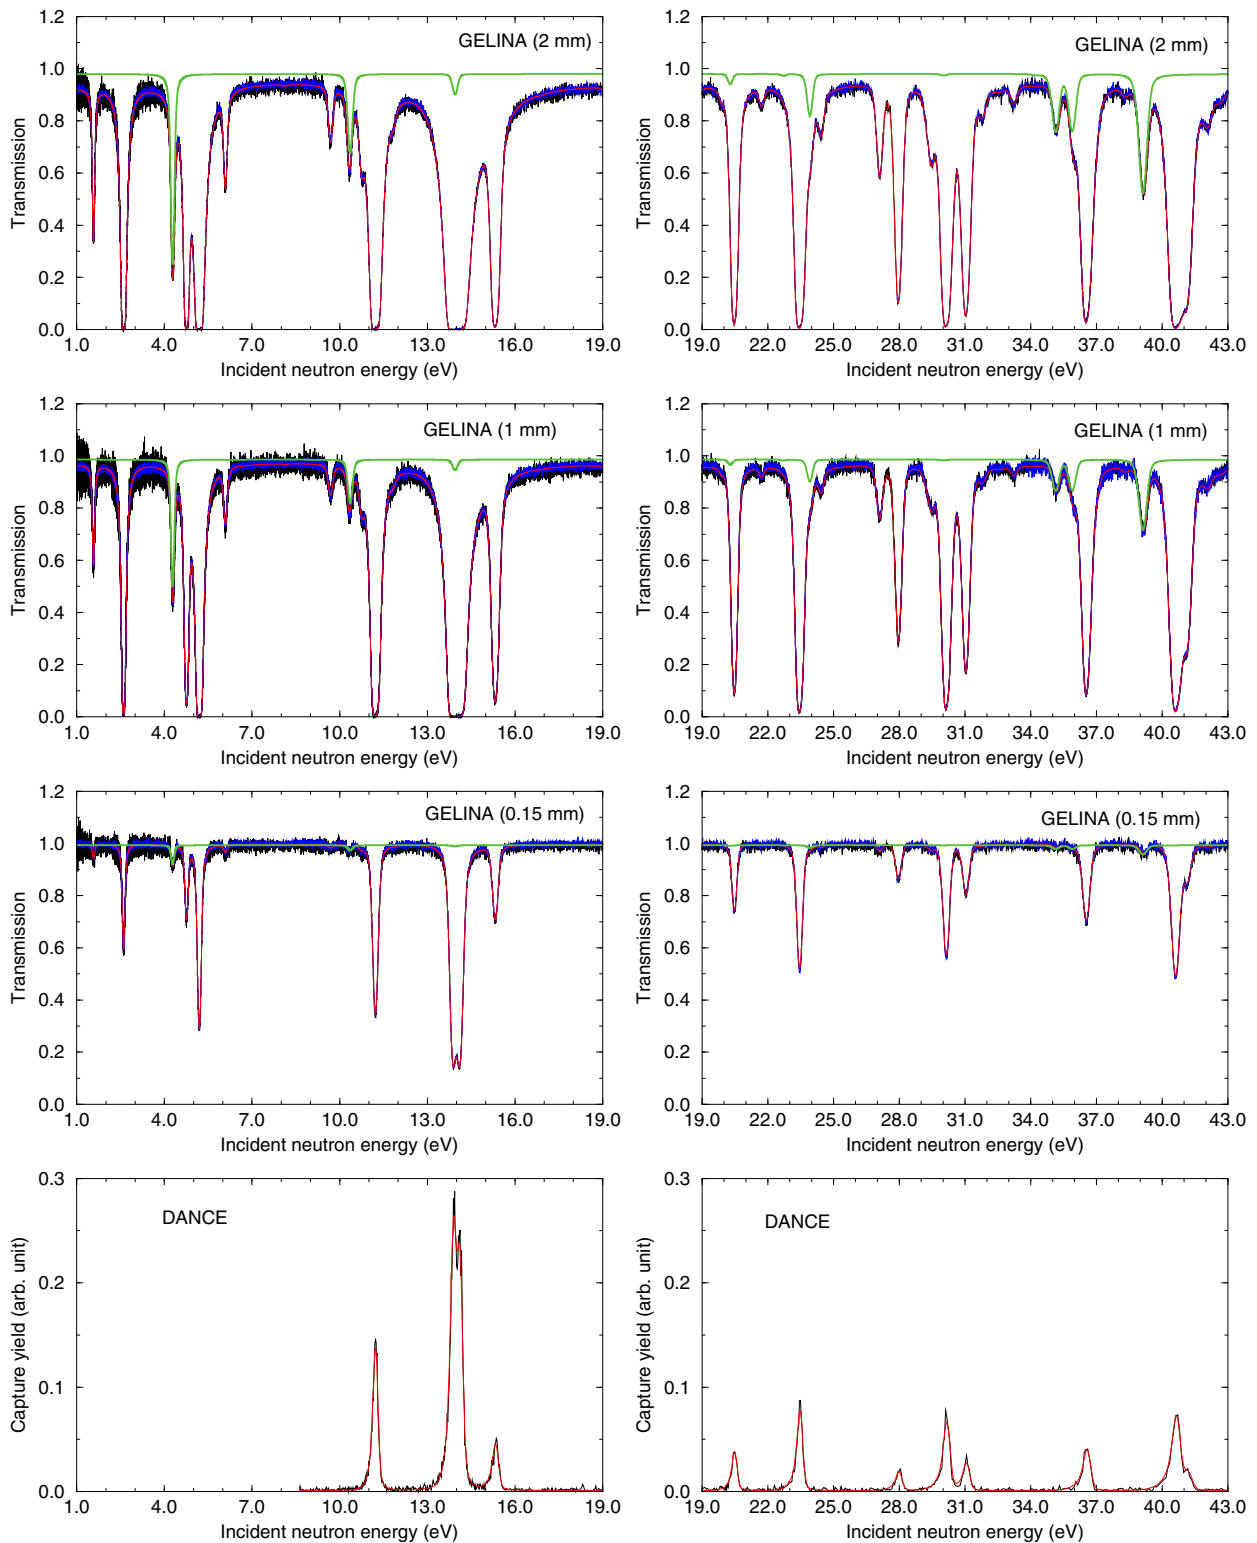 GELINA (2 mm)
Transmission
1.2
1.0
0.8
0.6
0.4
0.2
0.0
1.0 4.0 7.0 10.0 13.0 16.0 19.0
Incident neutron energy (eV)
GELINA (2 mm)
Transmission
1.2
1.0
0.8
0.6
0.4
0.2
0.0
19.0 22.0 25.0 28.0 31.0 34.0 37.0 40.0 43.0
Incident neutron energy (eV)
GELINA (1 mm)
Transmission
1.2
1.0
0.8
0.6
0.4
0.2
0.0
1.0 4.0 7.0 10.0 13.0 16.0 19.0
Incident neutron energy (eV)
GELINA (1 mm)
Transmission
1.2
1.0
0.8
0.6
0.4
0.2
0.0
19.0 22.0 25.0 28.0 31.0 34.0 37.0 40.0 43.0
Incident neutron energy (eV)
GELINA (0.15 mm)
Transmission
1.2
1.0
0.8
0.6
0.4
0.2
0.0
1.0 4.0 7.0 10.0 13.0 16.0 19.0
Incident neutron energy (eV)
GELINA (0.15 mm)
Transmission
1.2
1.0
0.8
0.6
0.4
0.2
0.0
19.0 22.0 25.0 28.0 31.0 34.0 37.0 40.0 43.0
Incident neutron energy (eV)
DANCE
Capture yield (arb. unit)
0.3
0.2
0.1
0.0
1.0 4.0 7.0 10.0 13.0 16.0 19.0
Incident neutron energy (eV)
DANCE
Capture yield (arb. unit)
0.3
0.2
0.1
0.0
19.0 22.0 25.0 28.0 31.0 34.0 37.0 40.0 43.0
Incident neutron energy (eV)